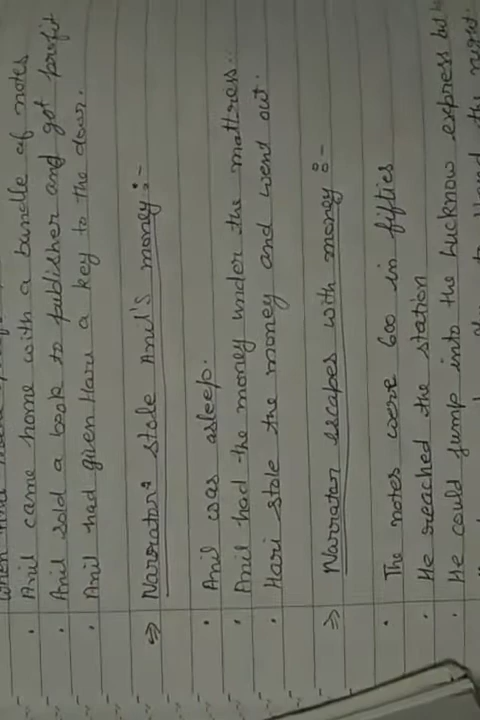 • Anil came home with a bundle of notes
• Anil sold a book to publisher and got profit
• Anil had given Hari a key to the door.
⇒ Narrator stole Anil's money:-
• Anil was asleep.
• Anil had the money under the mattress..
• Hari stole the money and went out.
⇒ Narrator escapes with money:-
• The notes were 600 in fifties
• He reached the station
• He could jump into the Lucknow express but